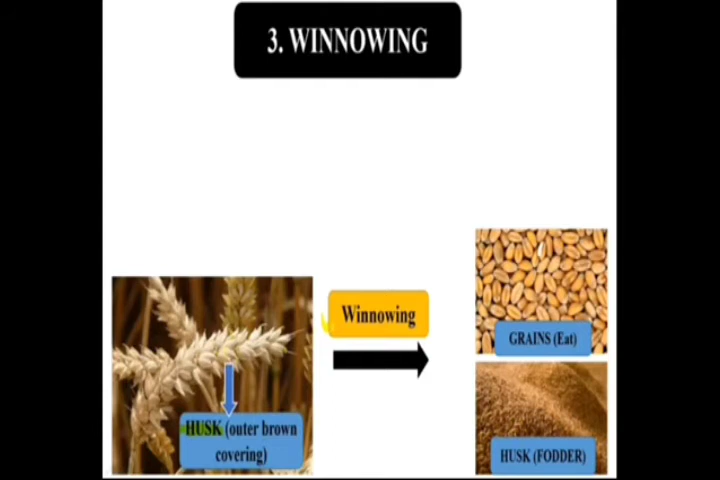 3. WINNOWING
Winnowing
GRAINS (Eat)
HUSK (outer brown
covering)
HUSK (FODDER)